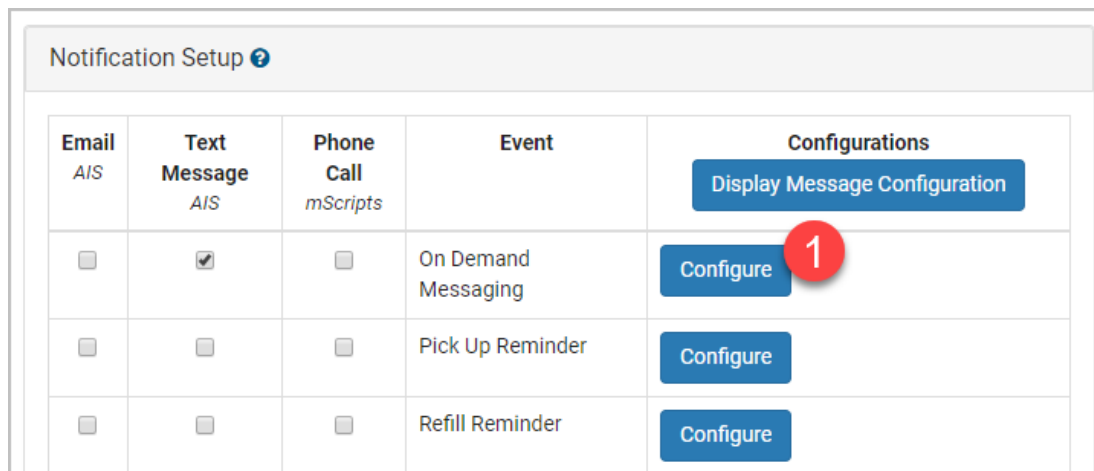 Notification Setup ?
Email Text Phone Event Configurations
AIS Message Call Display Message Configuration
AIS mScripts
On Demand Configure 1
Messaging
Pick Up Reminder Configure
Refill Reminder Configure